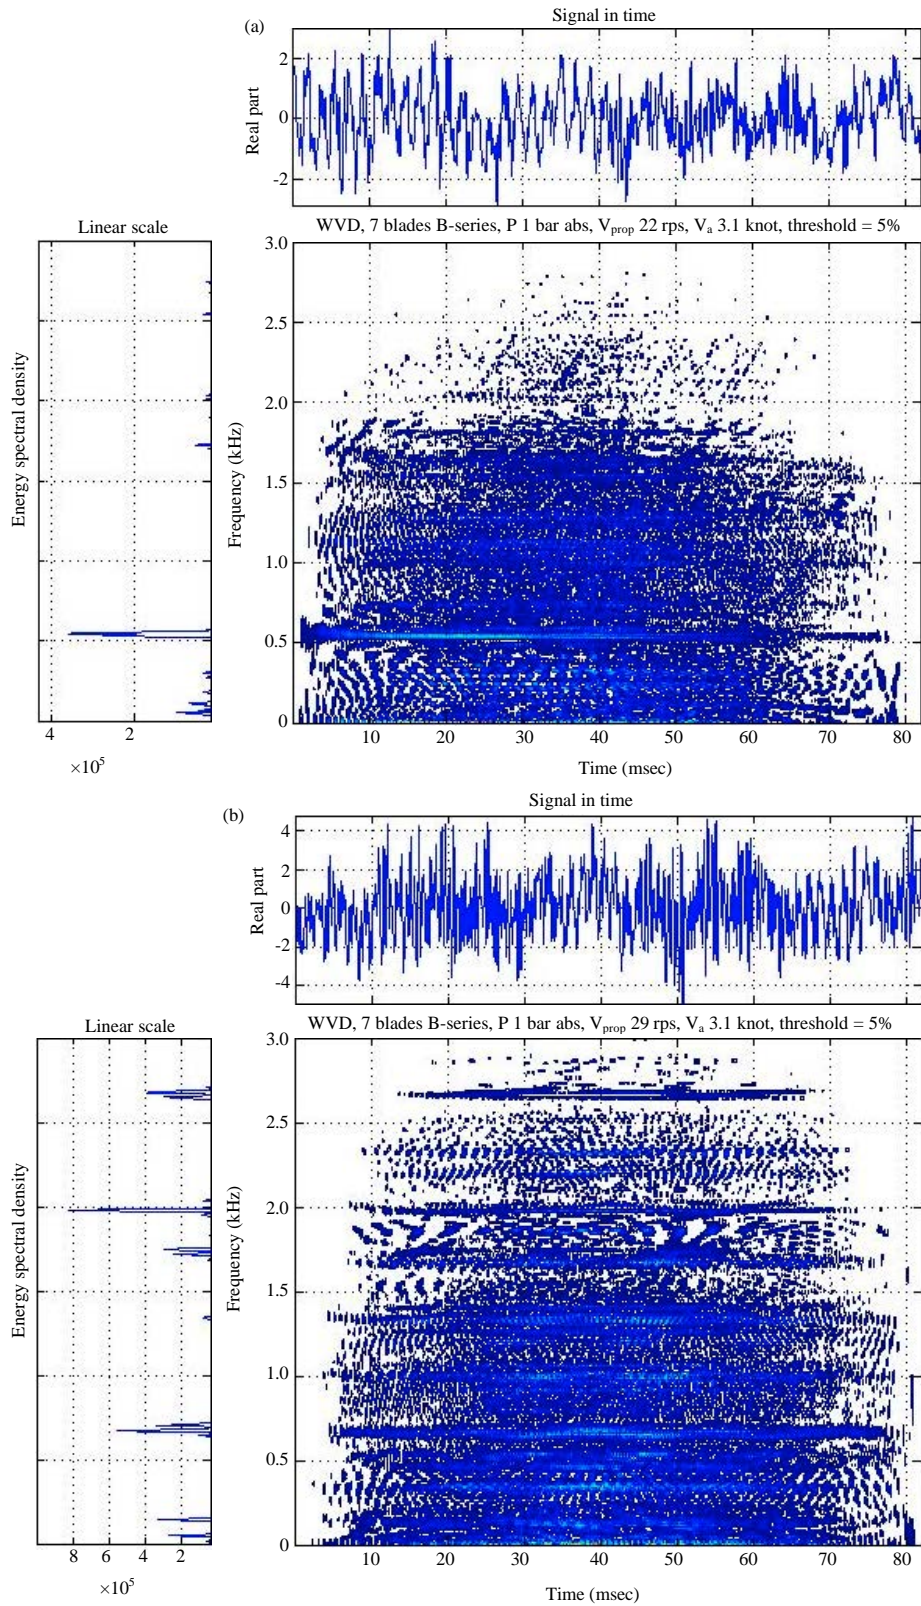 (a)
Signal in time
Real part
2
0
-2
Linear scale
WVD, 7 blades B-series, P 1 bar abs, V_prop 22 rps, V_a 3.1 knot, threshold = 5%
Energy spectral density
Frequency (kHz)
3.0
2.5
2.0
1.5
1.0
0.5
0
4 2
×10^5
10 20 30 40 50 60 70 80
Time (msec)
(b)
Signal in time
Real part
4
2
0
-2
-4
Linear scale
WVD, 7 blades B-series, P 1 bar abs, V_prop 29 rps, V_a 3.1 knot, threshold = 5%
Energy spectral density
Frequency (kHz)
3.0
2.5
2.0
1.5
1.0
0.5
0
8 6 4 2
×10^5
10 20 30 40 50 60 70 80
Time (msec)